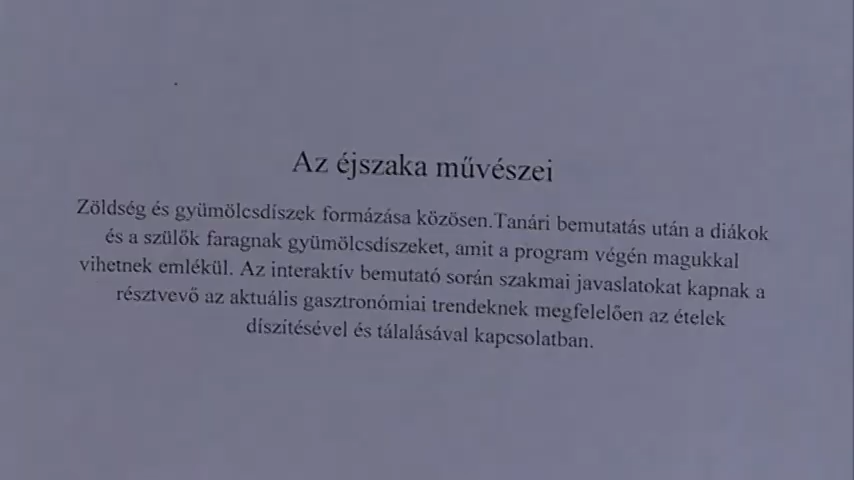 Az éjszaka művészei
Zöldség és gyümölcsdíszek formázása közösen.Tanári bemutatás után a diákok
és a szülők faragnak gyümölcsdíszeket, amit a program végén magukkal
vihetnek emlékül. Az interaktív bemutató során szakmai javaslatokat kapnak a
résztvevő az aktuális gasztronómiai trendeknek megfelelően az ételek
díszítésével és tálalásával kapcsolatban.